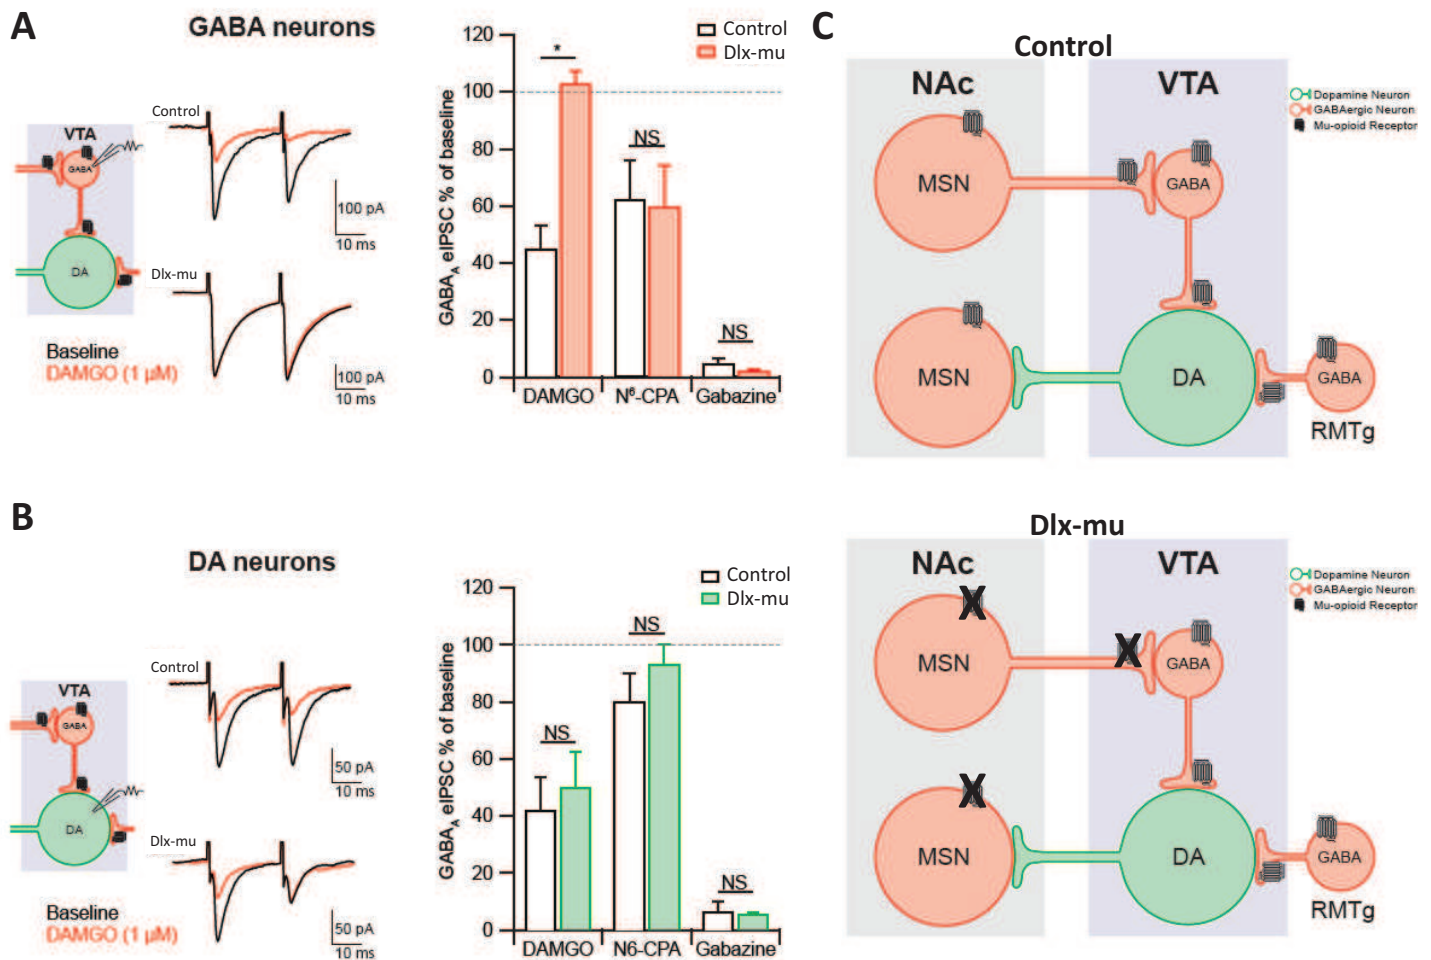 A
GABA neurons
VTA
GABA
DA
Control
100 pA
10 ms
Dlx-mu
100 pA
10 ms
Baseline
DAMGO (1 µM)
Control
Dlx-mu
GABA_A eIPSC % of baseline
120
100
80
60
40
20
0
*
NS
NS
DAMGO
N⁶-CPA
Gabazine
B
DA neurons
VTA
GABA
DA
Control
50 pA
10 ms
Dlx-mu
50 pA
10 ms
Baseline
DAMGO (1 µM)
Control
Dlx-mu
GABA_A eIPSC % of baseline
120
100
80
60
40
20
0
NS
NS
NS
DAMGO
N6-CPA
Gabazine
C
Control
NAc
VTA
Dopamine Neuron
GABAergic Neuron
Mu-opioid Receptor
MSN
GABA
MSN
DA
GABA
RMTg
Dlx-mu
NAc
VTA
Dopamine Neuron
GABAergic Neuron
Mu-opioid Receptor
X
X
MSN
GABA
X
MSN
DA
GABA
RMTg